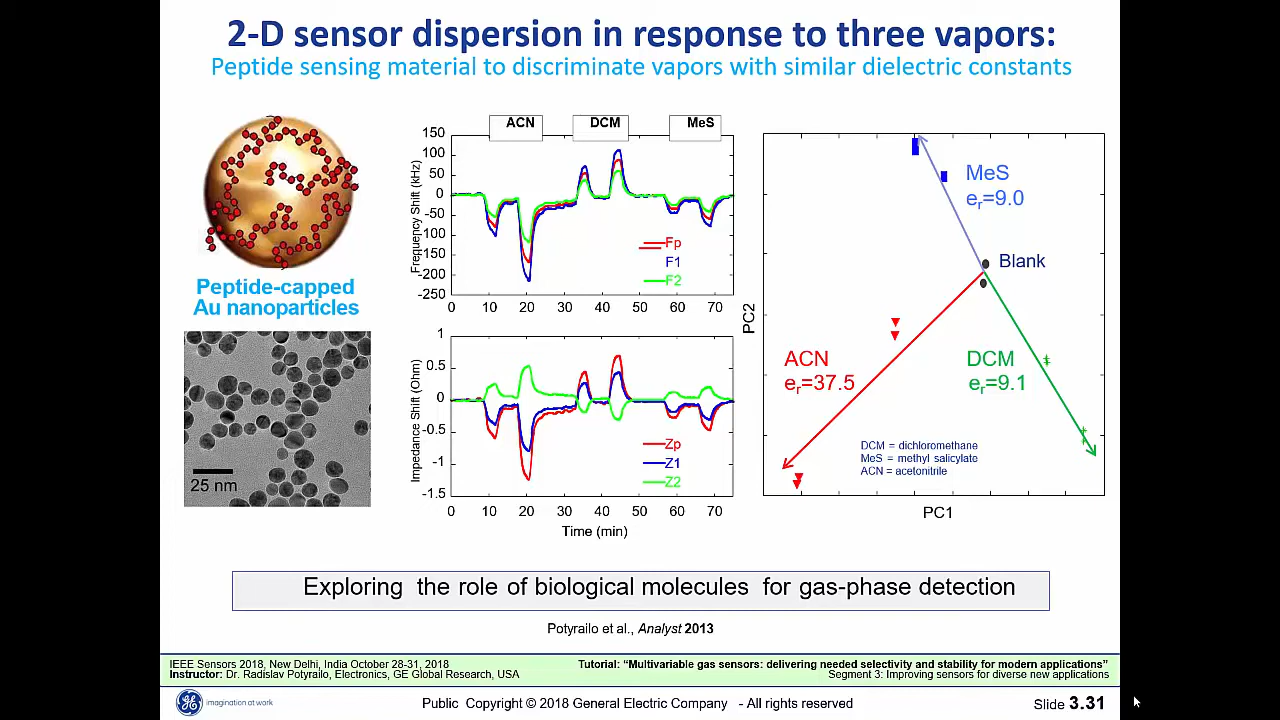 2-D sensor dispersion in response to three vapors:
Peptide sensing material to discriminate vapors with similar dielectric constants
Peptide-capped
Au nanoparticles
25 nm
ACN DCM MeS
Frequency Shift (kHz)
150
100
50
0
-50
-100
-150
-200
-250
Fp
F1
F2
0 10 20 30 40 50 60 70
Impedance Shift (Ohm)
1
0.5
0
-0.5
-1
-1.5
Zp
Z1
Z2
0 10 20 30 40 50 60 70
Time (min)
PC2
MeS
er=9.0
Blank
ACN
er=37.5
DCM
er=9.1
DCM = dichloromethane
MeS = methyl salicylate
ACN = acetonitrile
PC1
Exploring the role of biological molecules for gas-phase detection
Potyrailo et al., Analyst 2013
IEEE Sensors 2018, New Delhi, India October 28-31, 2018
Instructor: Dr. Radislav Potyrailo, Electronics, GE Global Research, USA
Tutorial: “Multivariable gas sensors: delivering needed selectivity and stability for modern applications”
Segment 3: Improving sensors for diverse new applications
imagination at work
Public Copyright © 2018 General Electric Company - All rights reserved
Slide 3.31